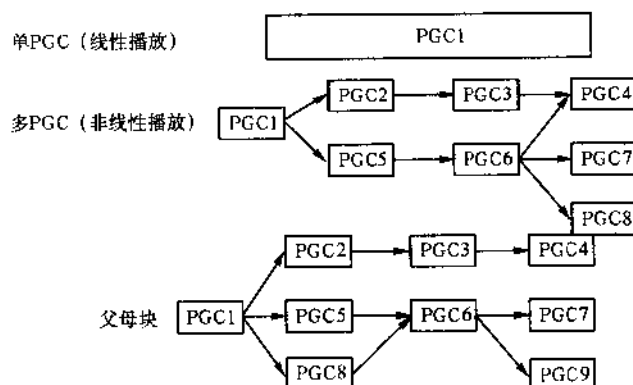 单PGC（线性播放） PGC1
PGC2 PGC3 PGC4
多PGC（非线性播放） PGC1
PGC5 PGC6 PGC7
PGC8
PGC2 PGC3 PGC4
父母块 PGC1 PGC5 PGC6 PGC7
PGC8 PGC9